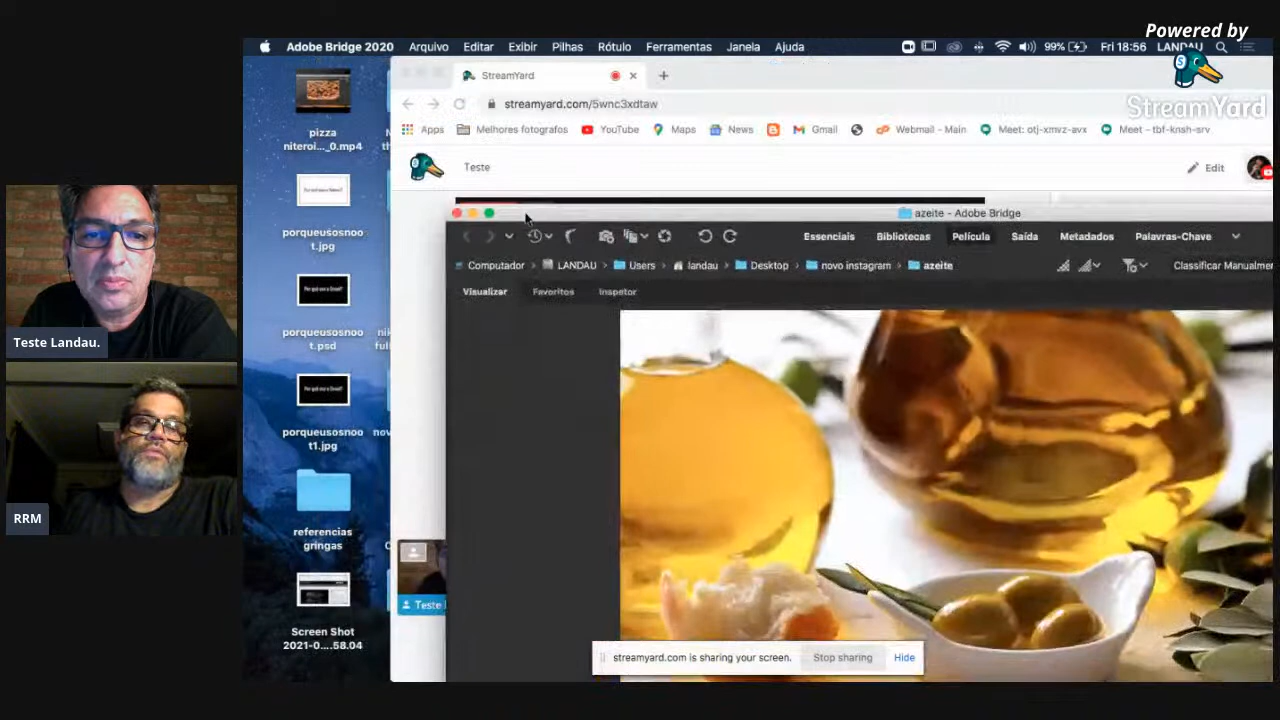 Powered by
StreamYard
Adobe Bridge 2020 Arquivo Editar Exibir Pilhas Rótulo Ferramentas Janela Ajuda 99% Fri 18:56 LANDAU
StreamYard
streamyard.com/5wnc3xdtaw
Apps Melhores fotografos YouTube Maps News Gmail Webmail - Main Meet: otj-xmvz-avx Meet - tbf-knsh-srv
Teste Edit
azeite - Adobe Bridge
Essenciais Bibliotecas Película Saída Metadados Palavras-Chave
Computador LANDAU Users landau Desktop novo instagram azeite Classificar Manualmen
Visualizar Favoritos Inspetor
pizza
niteroi..._0.mp4
porqueusosnoo
t.jpg
porqueusosnoo
t.psd
porqueusosnoo
t1.jpg
referencias
gringas
Screen Shot
2021-0....58.04
Teste Landau.
RRM
Teste
streamyard.com is sharing your screen. Stop sharing Hide